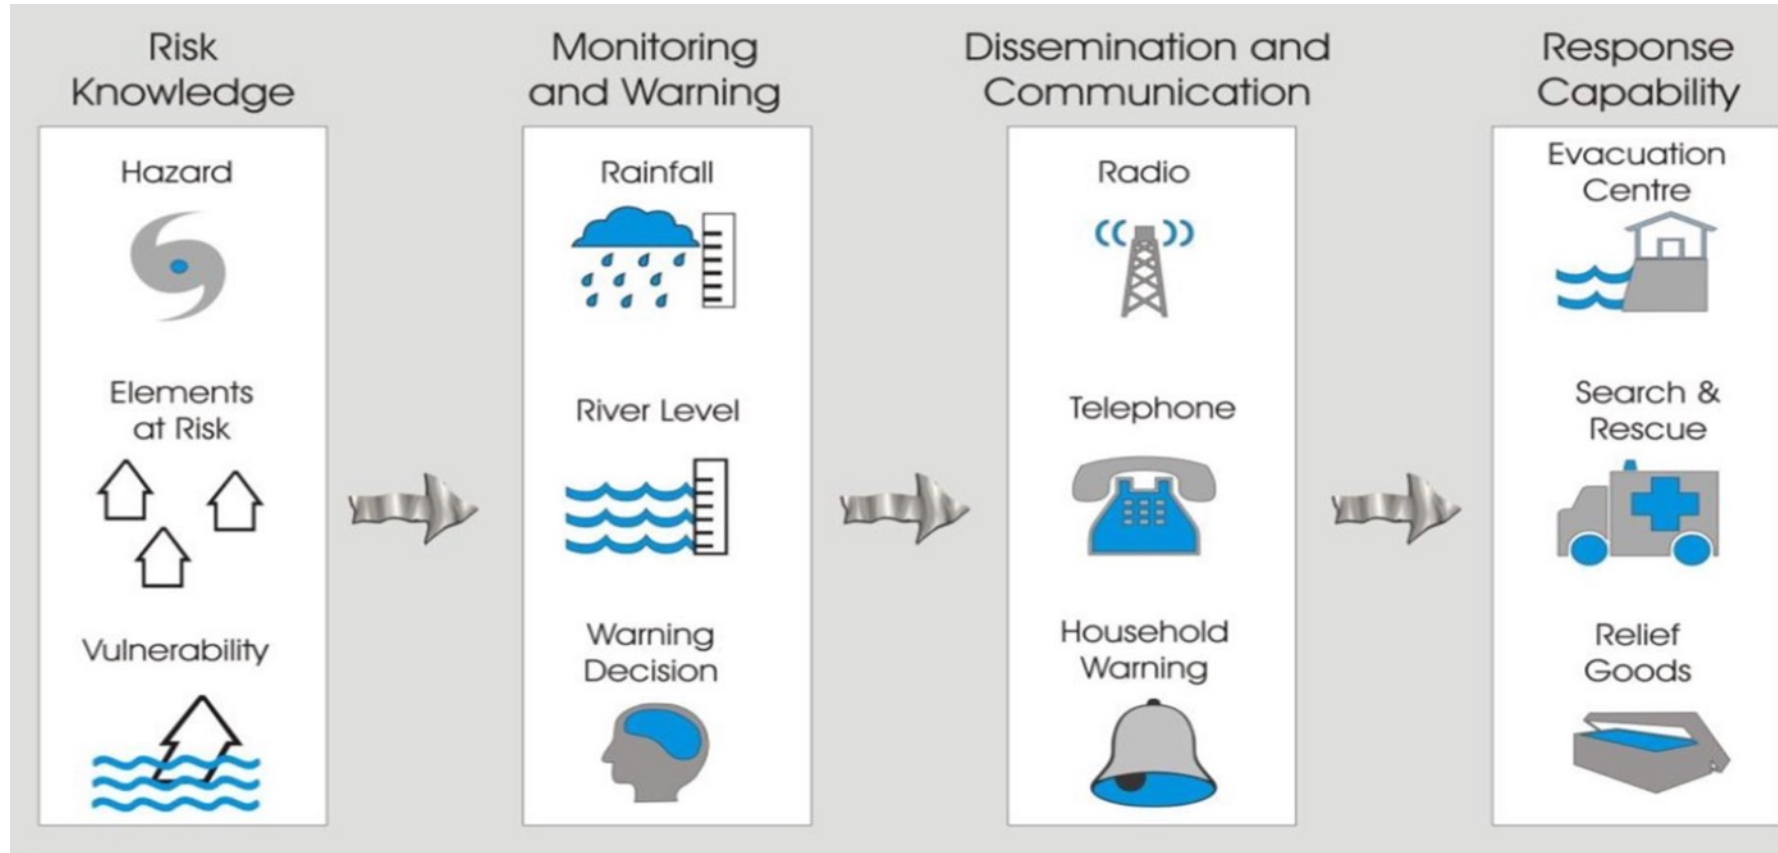 Risk
Knowledge
Hazard
Elements
at Risk
Vulnerability
Monitoring
and Warning
Rainfall
River Level
Warning
Decision
Dissemination and
Communication
Radio
Telephone
Household
Warning
Response
Capability
Evacuation
Centre
Search &
Rescue
Relief
Goods